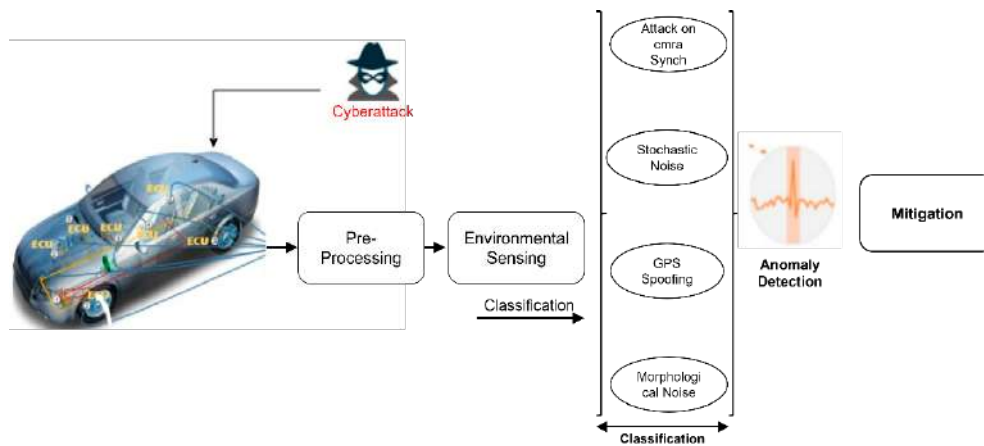 Cyberattack
ECU
ECU
ECU
ECU
ECU
ECU
Pre-
Processing
Environmental
Sensing
Classification
Attack on
cmra
Synch
Stochastic
Noise
GPS
Spoofing
Morphologi
cal Noise
Classification
Anomaly
Detection
Mitigation